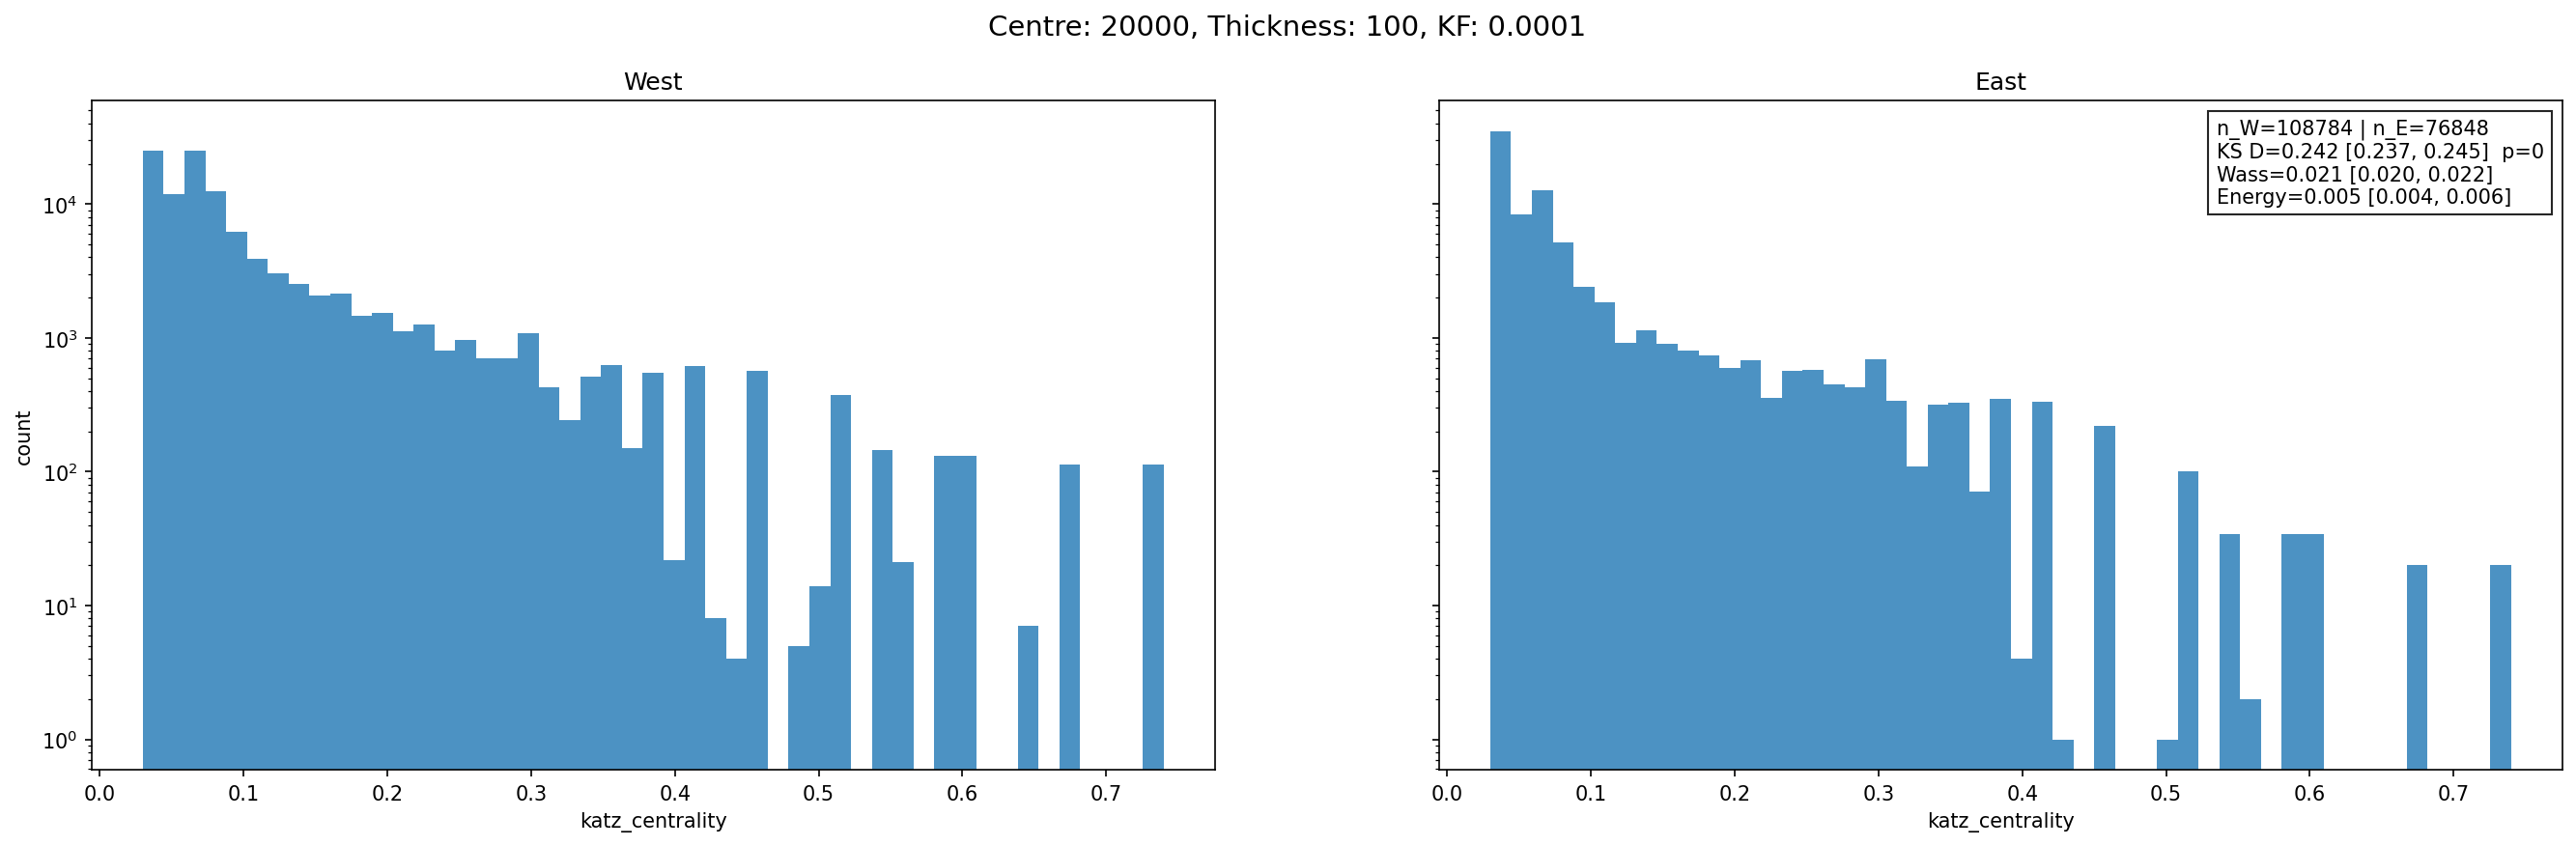 Centre: 20000, Thickness: 100, KF: 0.0001
West
East
n_W=108784 | n_E=76848
KS D=0.242 [0.237, 0.245]  p=0
Wass=0.021 [0.020, 0.022]
Energy=0.005 [0.004, 0.006]
count
10⁴
10³
10²
10¹
10⁰
0.0 0.1 0.2 0.3 0.4 0.5 0.6 0.7
katz_centrality
0.0 0.1 0.2 0.3 0.4 0.5 0.6 0.7
katz_centrality